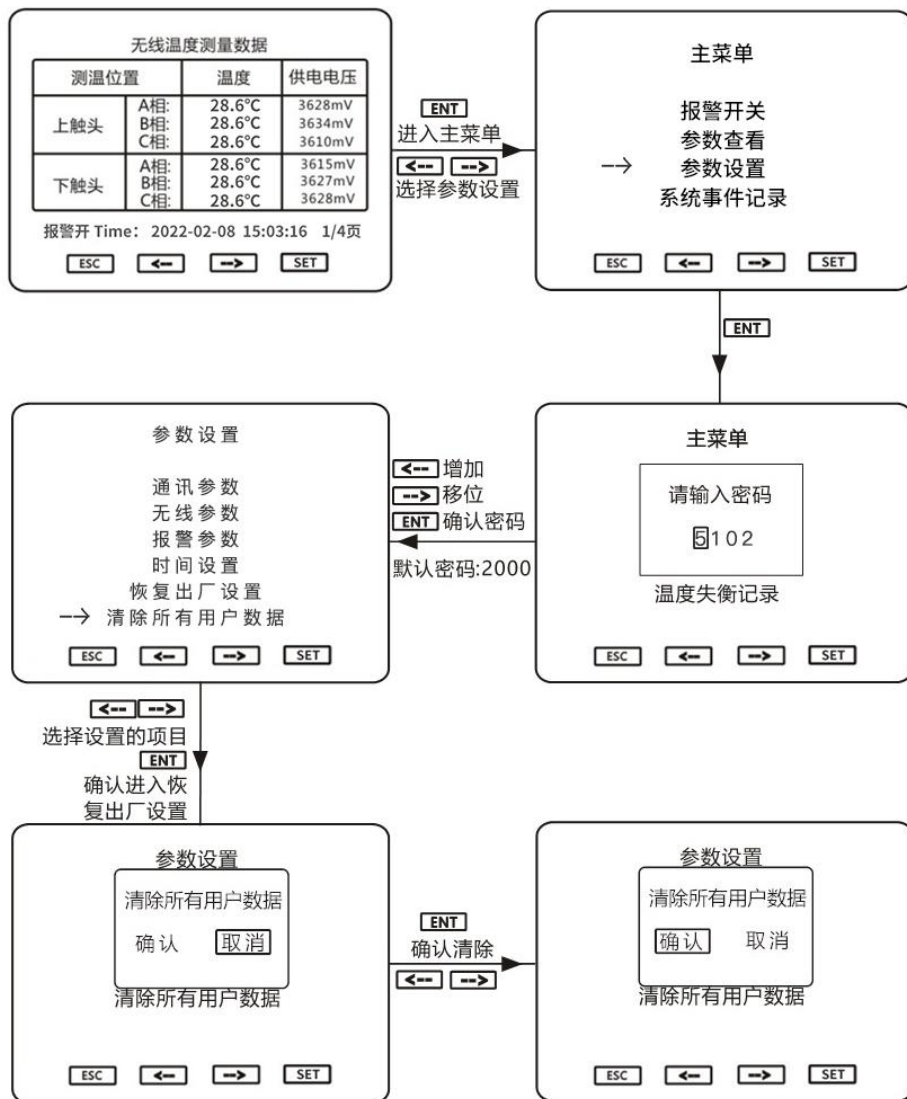 无线温度测量数据
测温位置 温度 供电电压
上触头 A相: 28.6℃ 3628mV
B相: 28.6℃ 3634mV
C相: 28.6℃ 3610mV
下触头 A相: 28.6℃ 3615mV
B相: 28.6℃ 3627mV
C相: 28.6℃ 3628mV
报警开 Time: 2022-02-08 15:03:16 1/4页
ESC <-- --> SET
ENT
进入主菜单
<-- -->
选择参数设置
主菜单
报警开关
参数查看
--> 参数设置
系统事件记录
ESC <-- --> SET
ENT
主菜单
请输入密码
5102
温度失衡记录
ESC <-- --> SET
<-- 增加
--> 移位
ENT 确认密码
默认密码:2000
参数设置
通讯参数
无线参数
报警参数
时间设置
恢复出厂设置
--> 清除所有用户数据
ESC <-- --> SET
<-- -->
选择设置的项目
ENT
确认进入恢
复出厂设置
参数设置
清除所有用户数据
确认 取消
清除所有用户数据
ESC <-- --> SET
ENT
确认清除
<-- -->
参数设置
清除所有用户数据
确认 取消
清除所有用户数据
ESC <-- --> SET